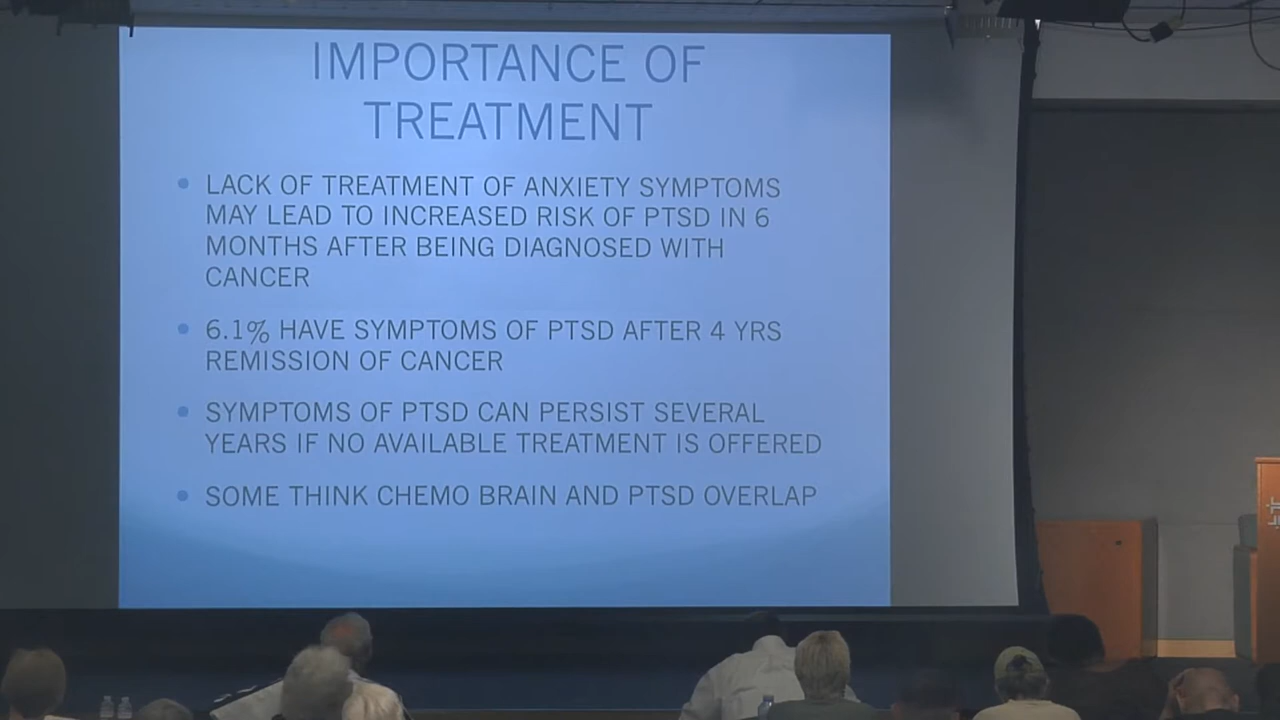 IMPORTANCE OF
TREATMENT
• LACK OF TREATMENT OF ANXIETY SYMPTOMS
MAY LEAD TO INCREASED RISK OF PTSD IN 6
MONTHS AFTER BEING DIAGNOSED WITH
CANCER
• 6.1% HAVE SYMPTOMS OF PTSD AFTER 4 YRS
REMISSION OF CANCER
• SYMPTOMS OF PTSD CAN PERSIST SEVERAL
YEARS IF NO AVAILABLE TREATMENT IS OFFERED
• SOME THINK CHEMO BRAIN AND PTSD OVERLAP